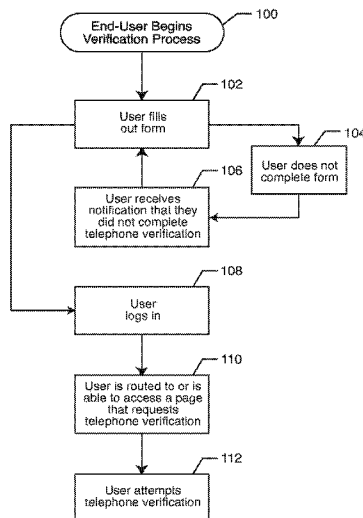 End-User Begins
Verification Process
100
102
User fills
out form
104
User does not
complete form
106
User receives
notification that they
did not complete
telephone verification
108
User
logs in
110
User is routed to or is
able to access a page
that requests
telephone verification
112
User attempts
telephone verification